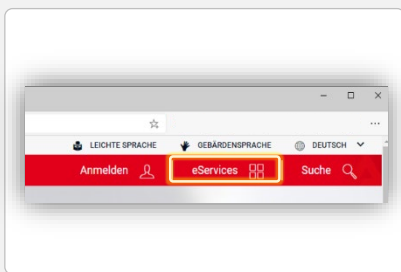 LEICHTE SPRACHE GEBÄRDENSPRACHE DEUTSCH
Anmelden eServices Suche